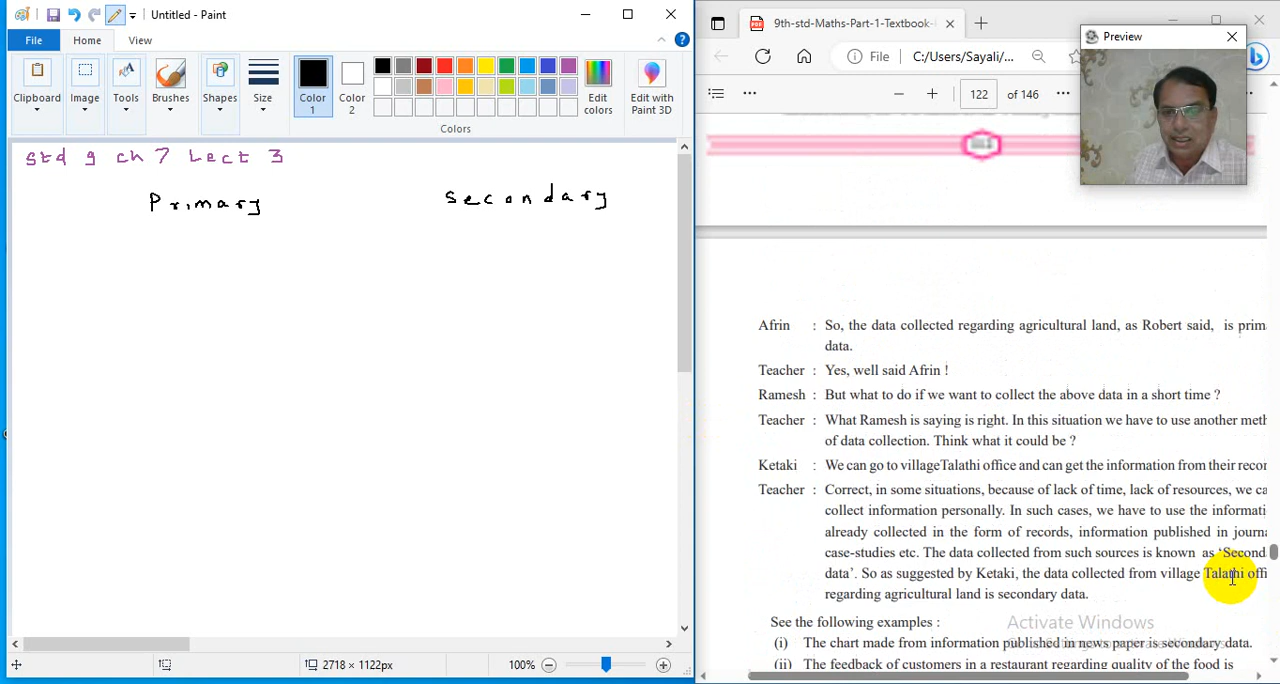 Untitled - Paint
File Home View
Clipboard Image Tools Brushes Shapes Size Color 1 Color 2 Edit colors Edit with Paint 3D
Colors
Std 9 ch 7 Lect 3
Primary Secondary
2718 × 1122px 100%
9th-std-Maths-Part-1-Textbook-
Preview
File C:/Users/Sayali/...
122 of 146
Afrin : So, the data collected regarding agricultural land, as Robert said, is prim
data.
Teacher : Yes, well said Afrin !
Ramesh : But what to do if we want to collect the above data in a short time ?
Teacher : What Ramesh is saying is right. In this situation we have to use another meth
of data collection. Think what it could be ?
Ketaki : We can go to villageTalathi office and can get the information from their recor
Teacher : Correct, in some situations, because of lack of time, lack of resources, we ca
collect information personally. In such cases, we have to use the informati
already collected in the form of records, information published in journa
case-studies etc. The data collected from such sources is known as ‘Second
data’. So as suggested by Ketaki, the data collected from village Talathi offi
regarding agricultural land is secondary data.
See the following examples :
Activate Windows
(i) The chart made from information published in news paper is secondary data.
(ii) The feedback of customers in a restaurant regarding quality of the food is